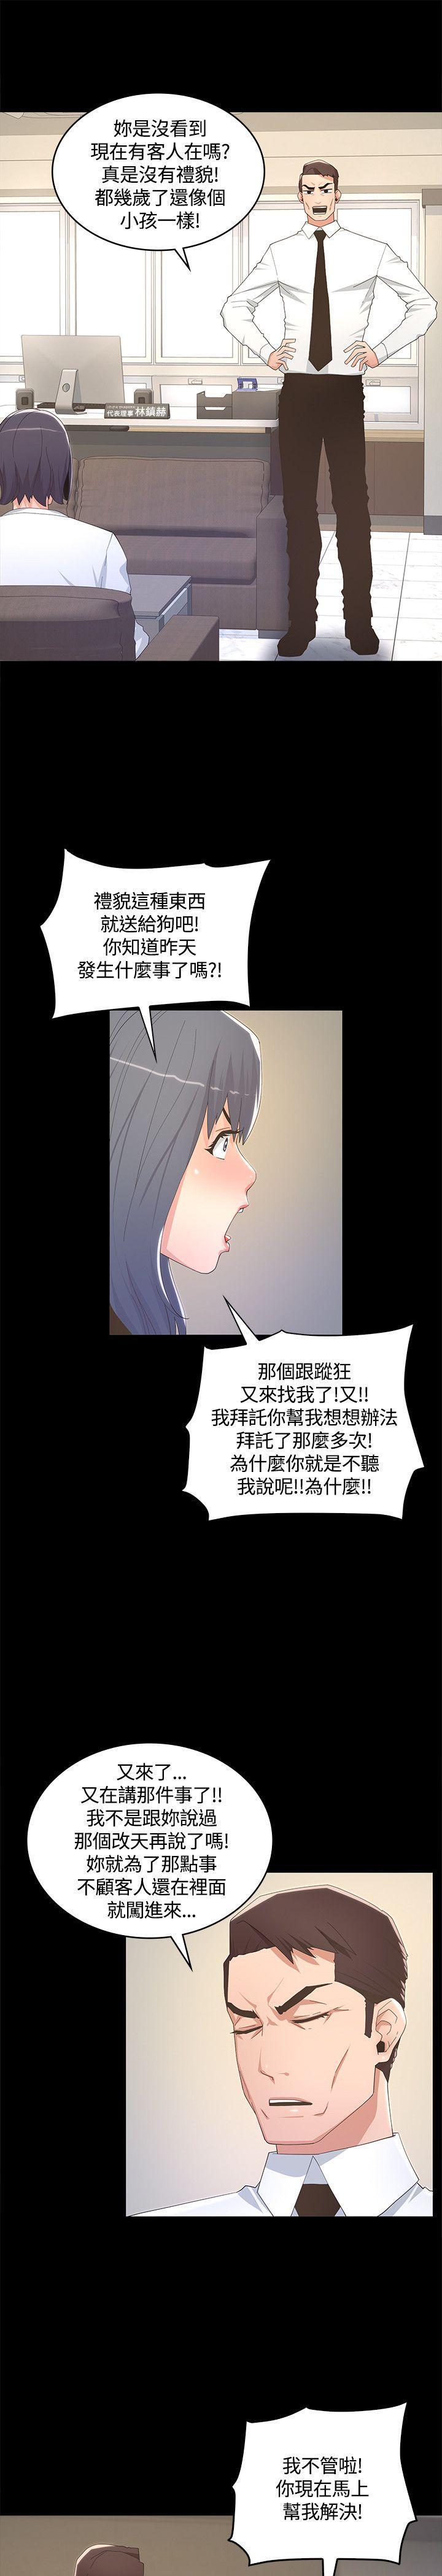 妳是沒看到
現在有客人在嗎?
真是沒有禮貌!
都幾歲了還像個
小孩一樣!
代表理事 林鎮赫
禮貌這種東西
就送給狗吧!
你知道昨天
發生什麼事了嗎?!
那個跟蹤狂
又來找我了!又!!
我拜託你幫我想想辦法
拜託了那麼多次!
為什麼你就是不聽
我說呢!!為什麼!!
又來了...
又在講那件事了!!
我不是跟妳說過
那個改天再說了嗎!
妳就為了那點事
不顧客人還在裡面
就闖進來...
我不管啦!
你現在馬上
幫我解決!